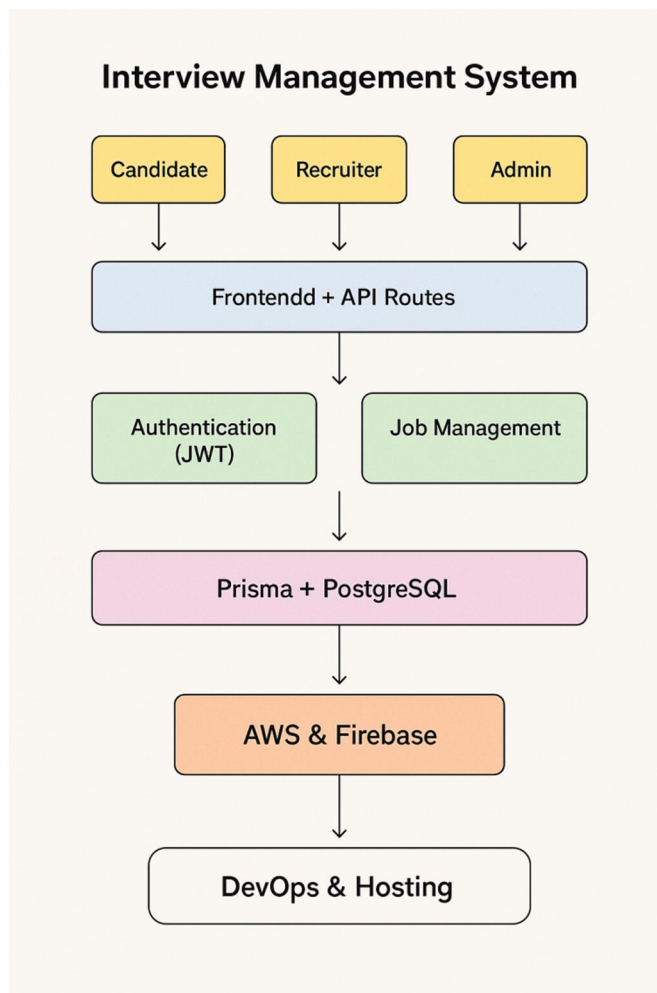 Interview Management System
Candidate
Recruiter
Admin
Frontendd + API Routes
Authentication
(JWT)
Job Management
Prisma + PostgreSQL
AWS & Firebase
DevOps & Hosting